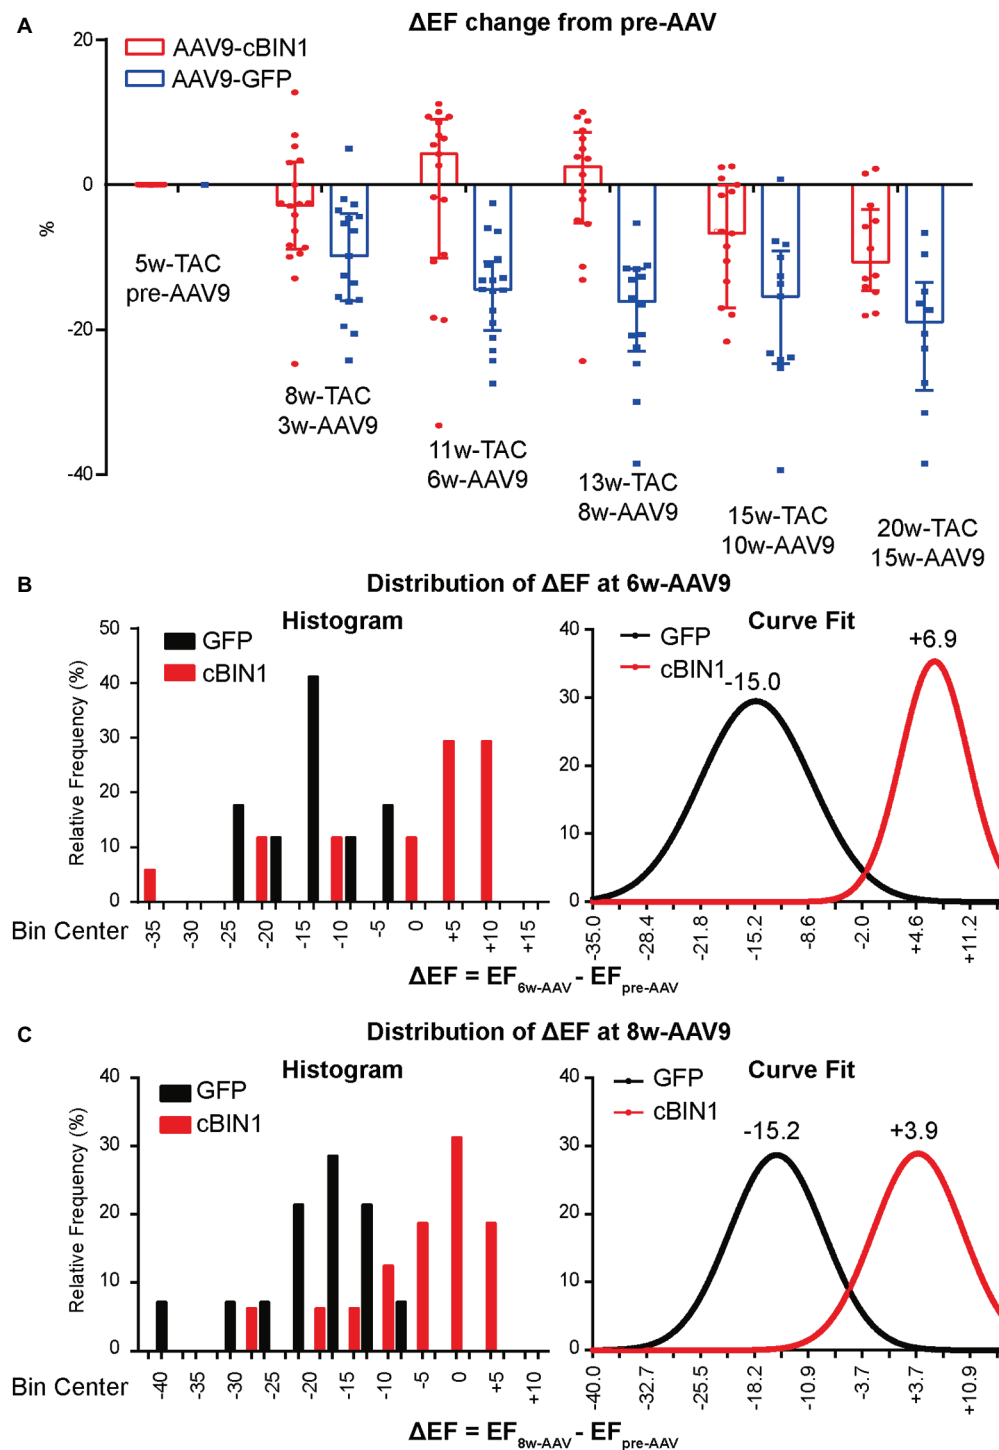 A
ΔEF change from pre-AAV
AAV9-cBIN1
AAV9-GFP
20
0
-20
-40
%
5w-TAC
pre-AAV9
8w-TAC
3w-AAV9
11w-TAC
6w-AAV9
13w-TAC
8w-AAV9
15w-TAC
10w-AAV9
20w-TAC
15w-AAV9
B
Distribution of ΔEF at 6w-AAV9
Histogram
GFP
cBIN1
50
40
30
20
10
0
Relative Frequency (%)
Bin Center
-35 -30 -25 -20 -15 -10 -5 0 +5 +10 +15
Curve Fit
GFP
cBIN1
-15.0
+6.9
40
30
20
10
0
-35.0 -28.4 -21.8 -15.2 -8.6 -2.0 +4.6 +11.2
ΔEF = EF6w-AAV - EFpre-AAV
C
Distribution of ΔEF at 8w-AAV9
Histogram
GFP
cBIN1
40
30
20
10
0
Relative Frequency (%)
Bin Center
-40 -35 -30 -25 -20 -15 -10 -5 0 +5 +10
Curve Fit
GFP
cBIN1
-15.2
+3.9
40
30
20
10
0
-40.0 -32.7 -25.5 -18.2 -10.9 -3.7 +3.7 +10.9
ΔEF = EF8w-AAV - EFpre-AAV